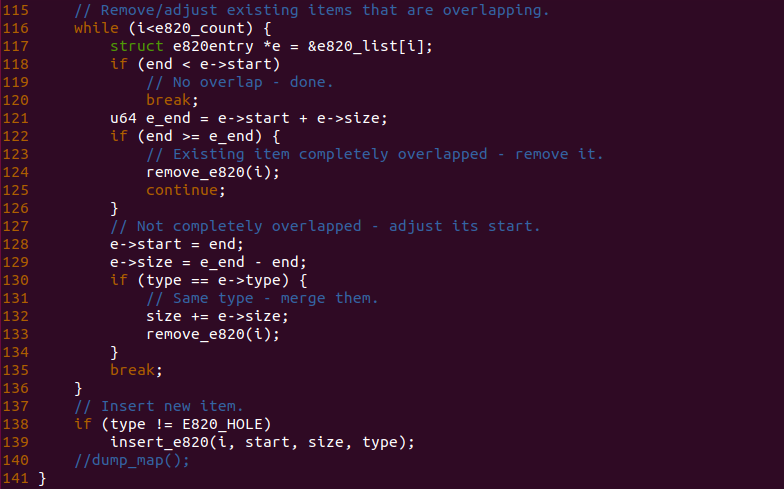 115     // Remove/adjust existing items that are overlapping.
116     while (i<e820_count) {
117         struct e820entry *e = &e820_list[i];
118         if (end < e->start)
119             // No overlap - done.
120             break;
121         u64 e_end = e->start + e->size;
122         if (end >= e_end) {
123             // Existing item completely overlapped - remove it.
124             remove_e820(i);
125             continue;
126         }
127         // Not completely overlapped - adjust its start.
128         e->start = end;
129         e->size = e_end - end;
130         if (type == e->type) {
131             // Same type - merge them.
132             size += e->size;
133             remove_e820(i);
134         }
135         break;
136     }
137     // Insert new item.
138     if (type != E820_HOLE)
139         insert_e820(i, start, size, type);
140     //dump_map();
141 }